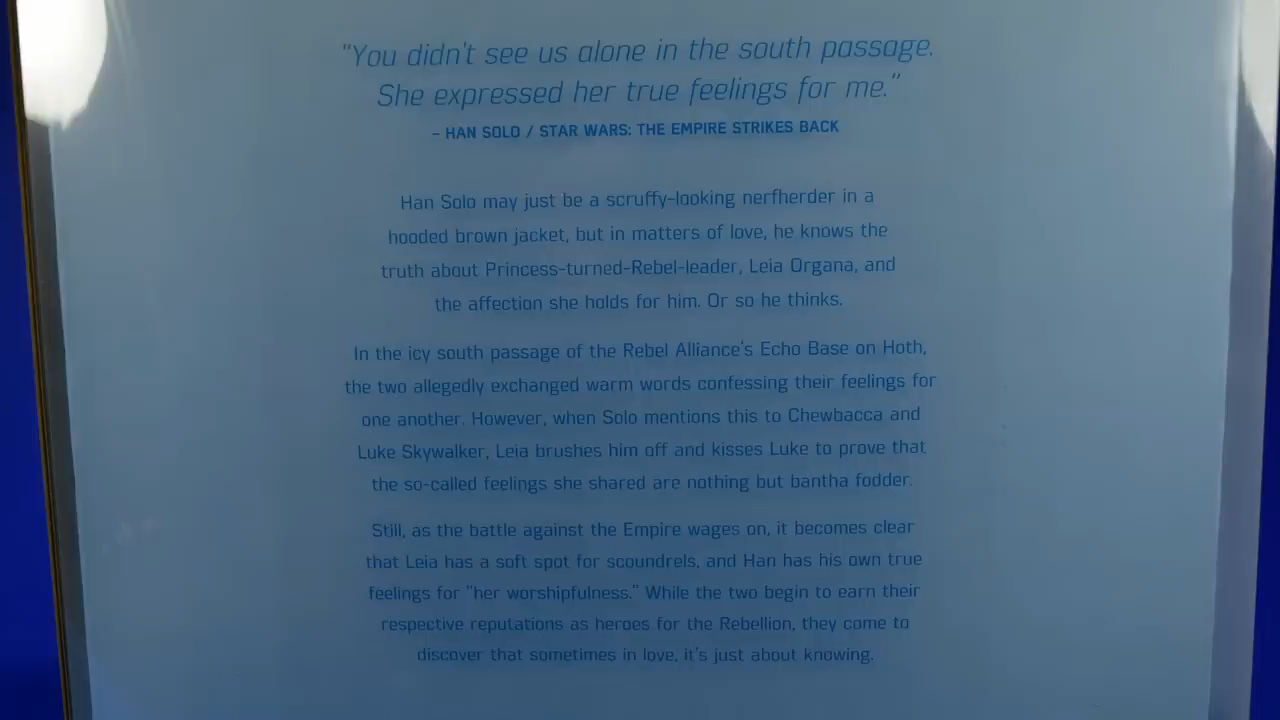 "You didn't see us alone in the south passage.
She expressed her true feelings for me."
– HAN SOLO / STAR WARS: THE EMPIRE STRIKES BACK
Han Solo may just be a scruffy-looking nerfherder in a
hooded brown jacket, but in matters of love, he knows the
truth about Princess-turned-Rebel-leader, Leia Organa, and
the affection she holds for him. Or so he thinks.
In the icy south passage of the Rebel Alliance's Echo Base on Hoth,
the two allegedly exchanged warm words confessing their feelings for
one another. However, when Solo mentions this to Chewbacca and
Luke Skywalker, Leia brushes him off and kisses Luke to prove that
the so-called feelings she shared are nothing but bantha fodder.
Still, as the battle against the Empire wages on, it becomes clear
that Leia has a soft spot for scoundrels, and Han has his own true
feelings for "her worshipfulness." While the two begin to earn their
respective reputations as heroes for the Rebellion, they come to
discover that sometimes in love, it's just about knowing.